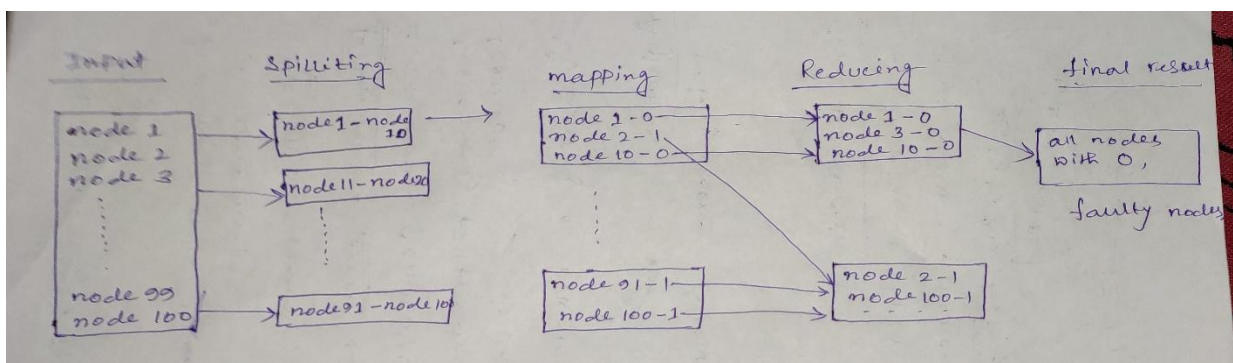 Input
Spilliting
mapping
Reducing
final result
node 1
node 2
node 3
node 99
node 100
node1-node
10
node11-node20
node91-node10
node 1-0
node 2-1
node 10-0
node 91-1
node 100-1
node 1-0
node 3-0
node 10-0
node 2-1
node 100-1
all nodes
with 0,
faulty nodes